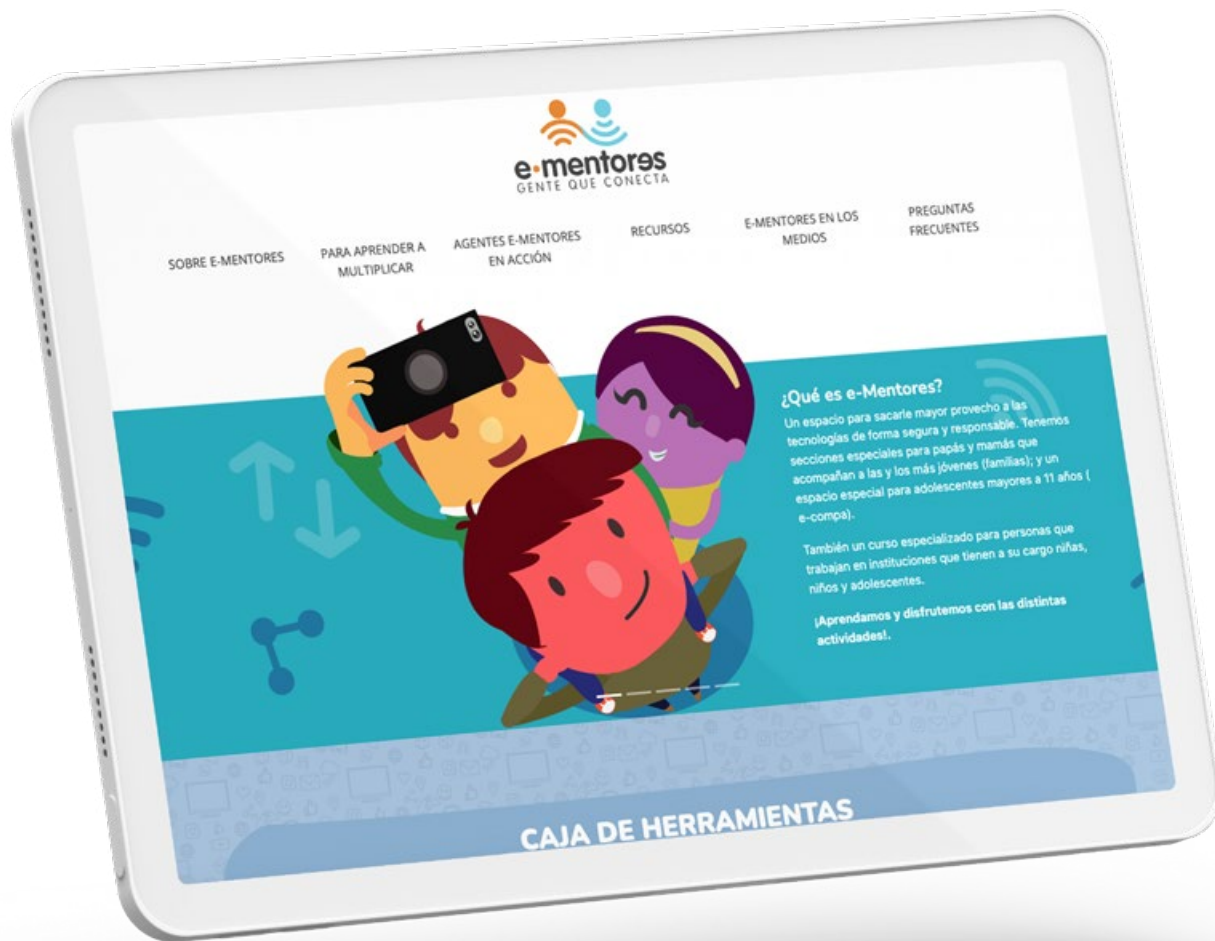 e·mentores
GENTE QUE CONECTA
SOBRE E-MENTORES
PARA APRENDER A
MULTIPLICAR
AGENTES E-MENTORES
EN ACCIÓN
RECURSOS
E-MENTORES EN LOS
MEDIOS
PREGUNTAS
FRECUENTES
¿Qué es e-Mentores?
Un espacio para sacarle mayor provecho a las
tecnologías de forma segura y responsable. Tenemos
secciones especiales para papás y mamás que
acompañan a las y los más jóvenes (familias); y un
espacio especial para adolescentes mayores a 11 años (
e-compa).
También un curso especializado para personas que
trabajan en instituciones que tienen a su cargo niñas,
niños y adolescentes.
¡Aprendamos y disfrutemos con las distintas
actividades!.
CAJA DE HERRAMIENTAS